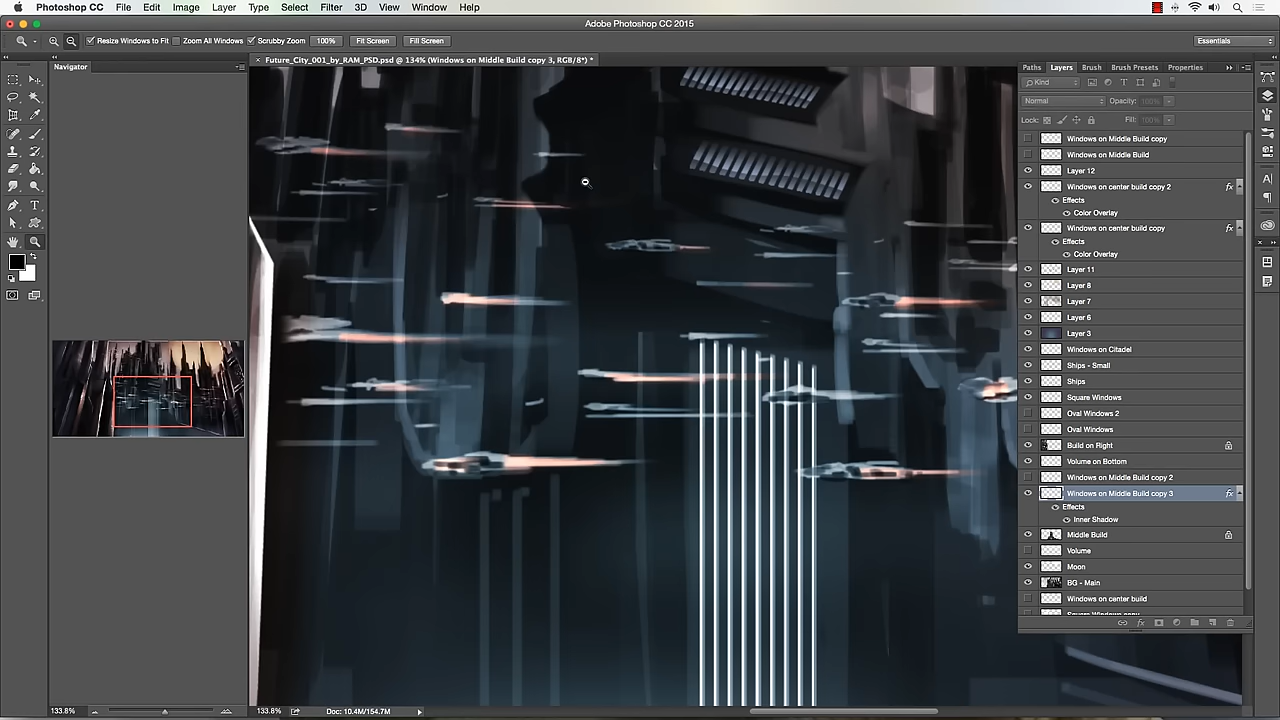 Photoshop CC File Edit Image Layer Type Select Filter 3D View Window Help
Adobe Photoshop CC 2015
Resize Windows to Fit Zoom All Windows Scrubby Zoom 100% Fit Screen Fill Screen Essentials
Future_City_001_by_RAM_PSD.psd @ 134% (Windows on Middle Build copy 3, RGB/8*) *
Navigator
Paths Layers Brush Brush Presets Properties
Kind
Normal Opacity: 100%
Lock: Fill: 100%
Windows on Middle Build copy
Windows on Middle Build
Layer 12
Windows on center build copy 2 fx
Effects
Color Overlay
Windows on center build copy fx
Effects
Color Overlay
Layer 11
Layer 8
Layer 7
Layer 6
Layer 3
Windows on Citadel
Ships - Small
Ships
Square Windows
Oval Windows 2
Oval Windows
Build on Right
Volume on Bottom
Windows on Middle Build copy 2
Windows on Middle Build copy 3 fx
Effects
Inner Shadow
Middle Build
Volume
Moon
BG - Main
Windows on center build
Square Windows copy
133.8%
133.8% Doc: 10.4M/154.7M